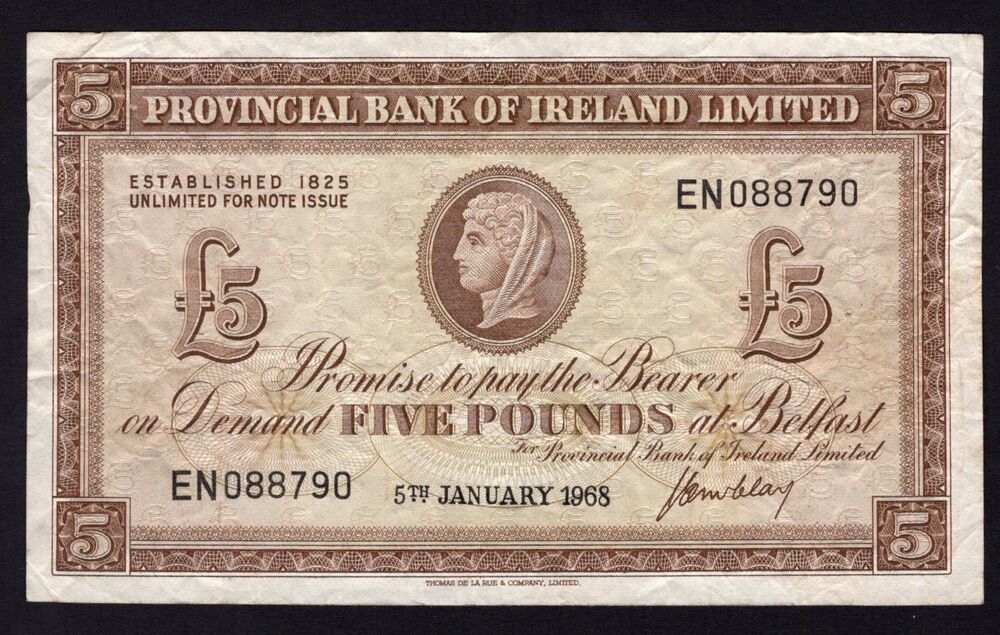 5 5
PROVINCIAL BANK OF IRELAND LIMITED
ESTABLISHED 1825
UNLIMITED FOR NOTE ISSUE
EN088790
£5 £5
I Promise to pay the Bearer
on Demand FIVE POUNDS at Belfast
For Provincial Bank of Ireland Limited
EN088790
5TH JANUARY 1968
5 5
THOMAS DE LA RUE & COMPANY, LIMITED.